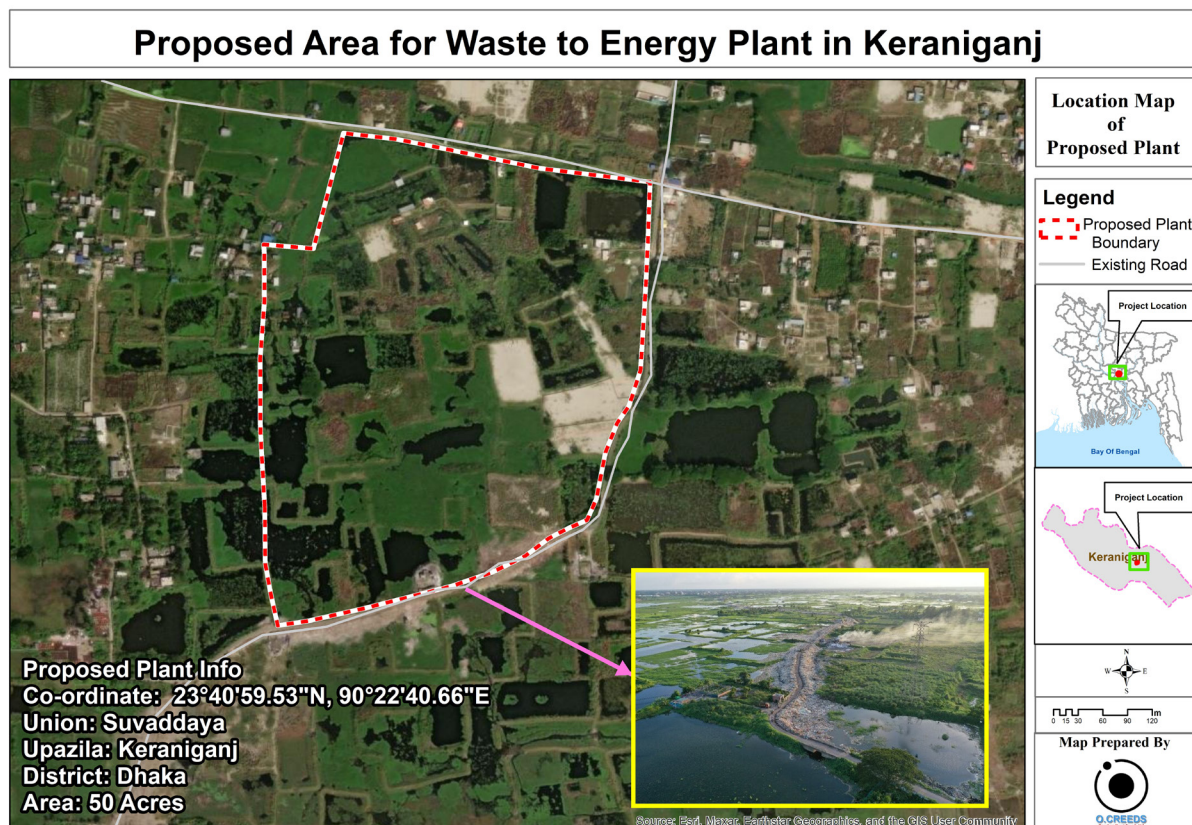 Proposed Area for Waste to Energy Plant in Keraniganj
Proposed Plant Info
Co-ordinate: 23°40'59.53"N, 90°22'40.66"E
Union: Suvaddaya
Upazila: Keraniganj
District: Dhaka
Area: 50 Acres
Source: Esri, Maxar, Earthstar Geographics, and the GIS User Community
Location Map
of
Proposed Plant
Legend
Proposed Plant
Boundary
Existing Road
Project Location
Bay Of Bengal
Project Location
Keraniganj
N
W E
S
0 15 30 60 90 120 m
Map Prepared By
O.CREEDS